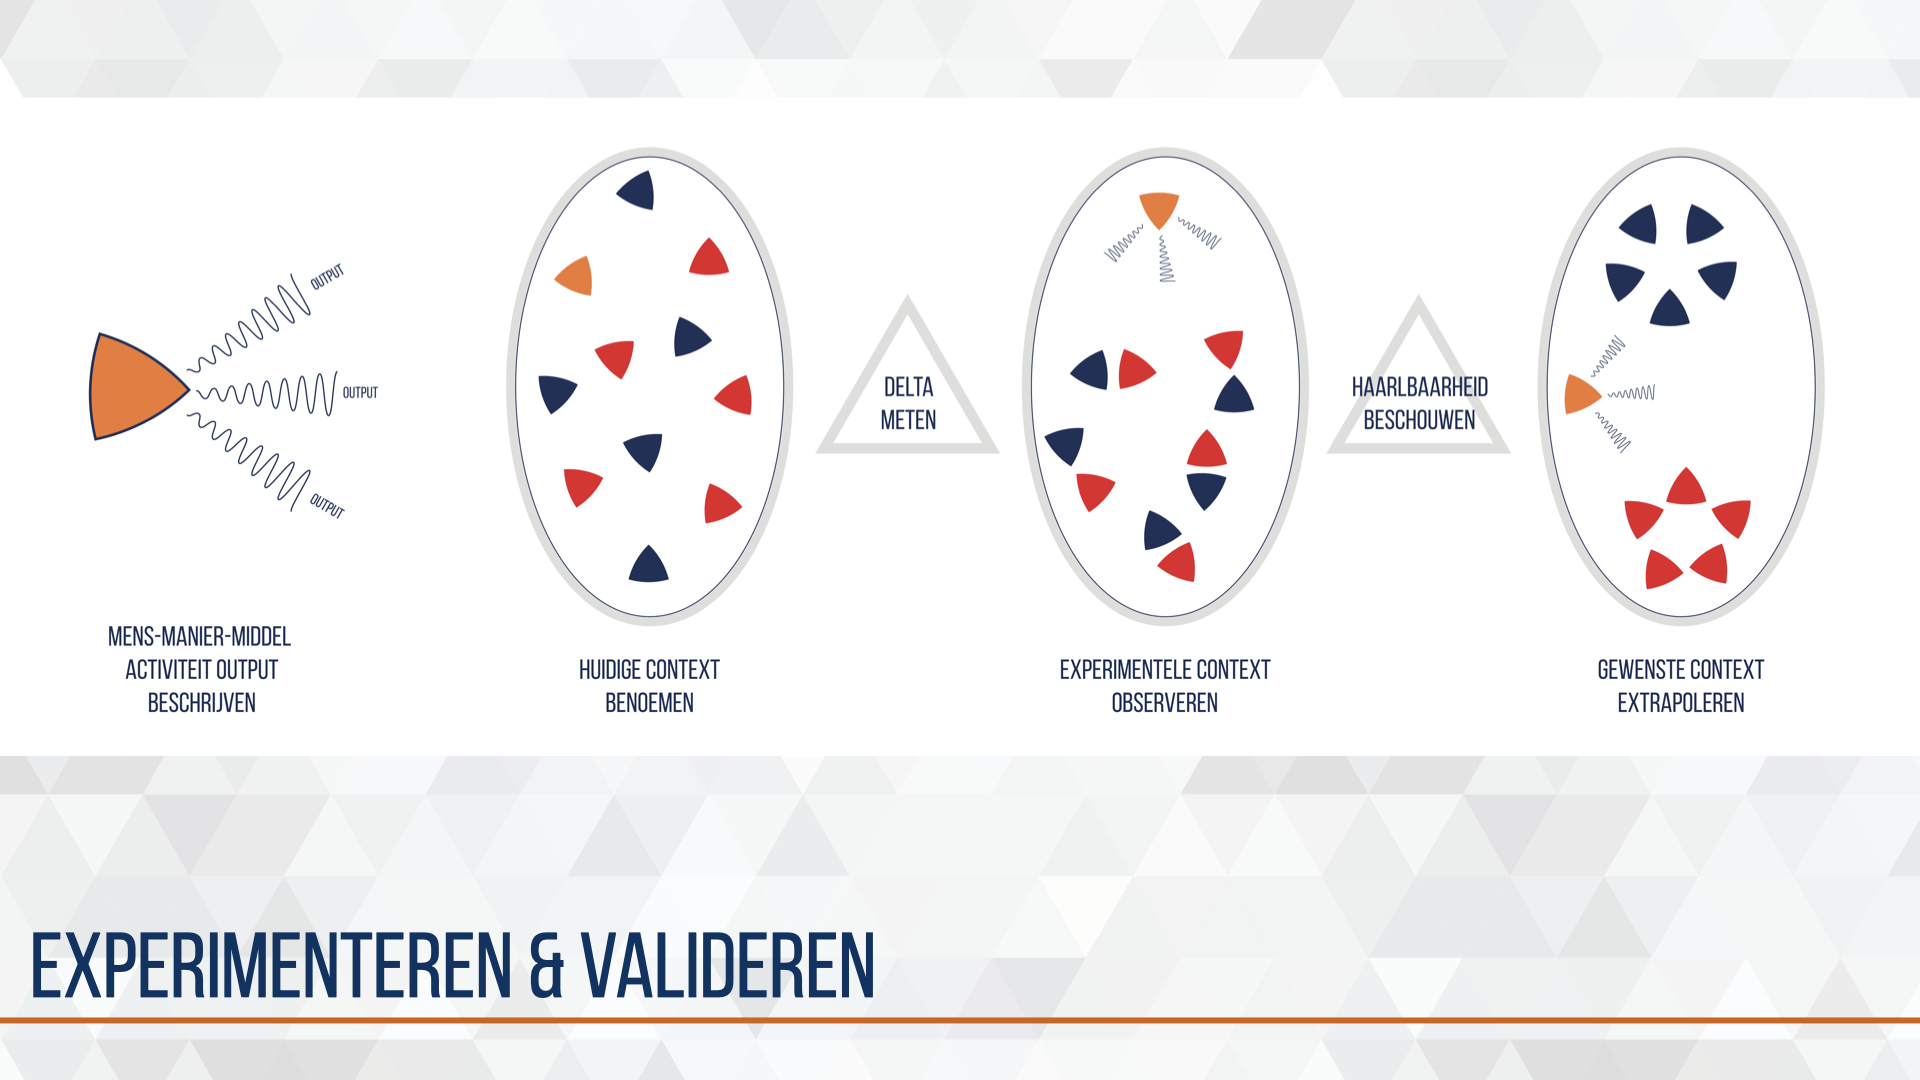 OUTPUT
OUTPUT
OUTPUT
MENS-MANIER-MIDDEL
ACTIVITEIT OUTPUT
BESCHRIJVEN
HUIDIGE CONTEXT
BENOEMEN
DELTA
METEN
EXPERIMENTELE CONTEXT
OBSERVEREN
HAARLBAARHEID
BESCHOUWEN
GEWENSTE CONTEXT
EXTRAPOLEREN
EXPERIMENTEREN & VALIDEREN